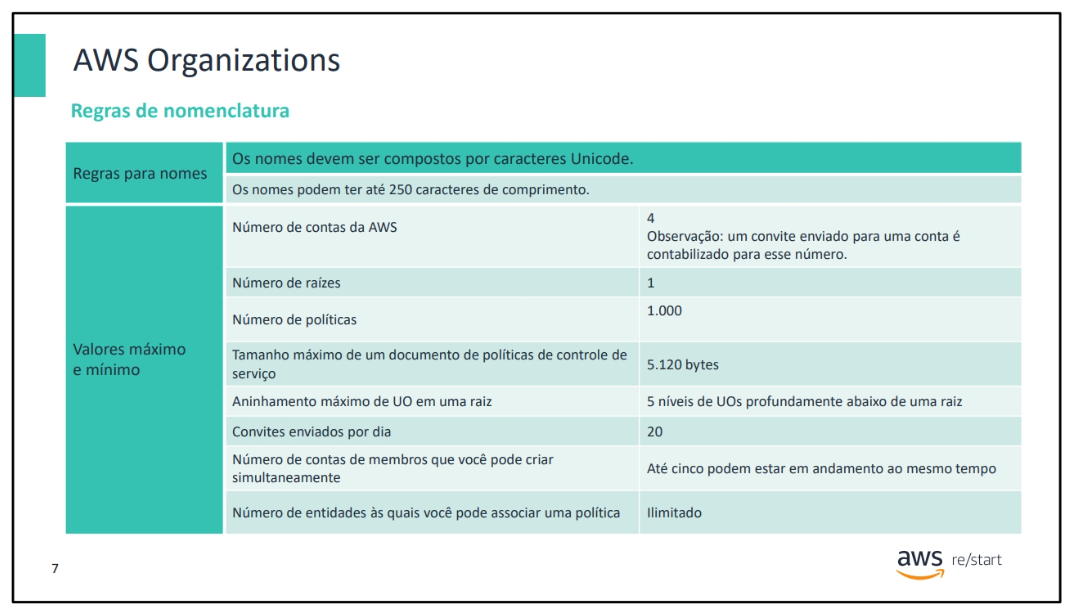 AWS Organizations
Regras de nomenclatura
Regras para nomes
Os nomes devem ser compostos por caracteres Unicode.
Os nomes podem ter até 250 caracteres de comprimento.
Valores máximo
e mínimo
Número de contas da AWS
4
Observação: um convite enviado para uma conta é
contabilizado para esse número.
Número de raízes
1
Número de políticas
1.000
Tamanho máximo de um documento de políticas de controle de
serviço
5.120 bytes
Aninhamento máximo de UO em uma raiz
5 níveis de UOs profundamente abaixo de uma raiz
Convites enviados por dia
20
Número de contas de membros que você pode criar
simultaneamente
Até cinco podem estar em andamento ao mesmo tempo
Número de entidades às quais você pode associar uma política
Ilimitado
7
aws re/start